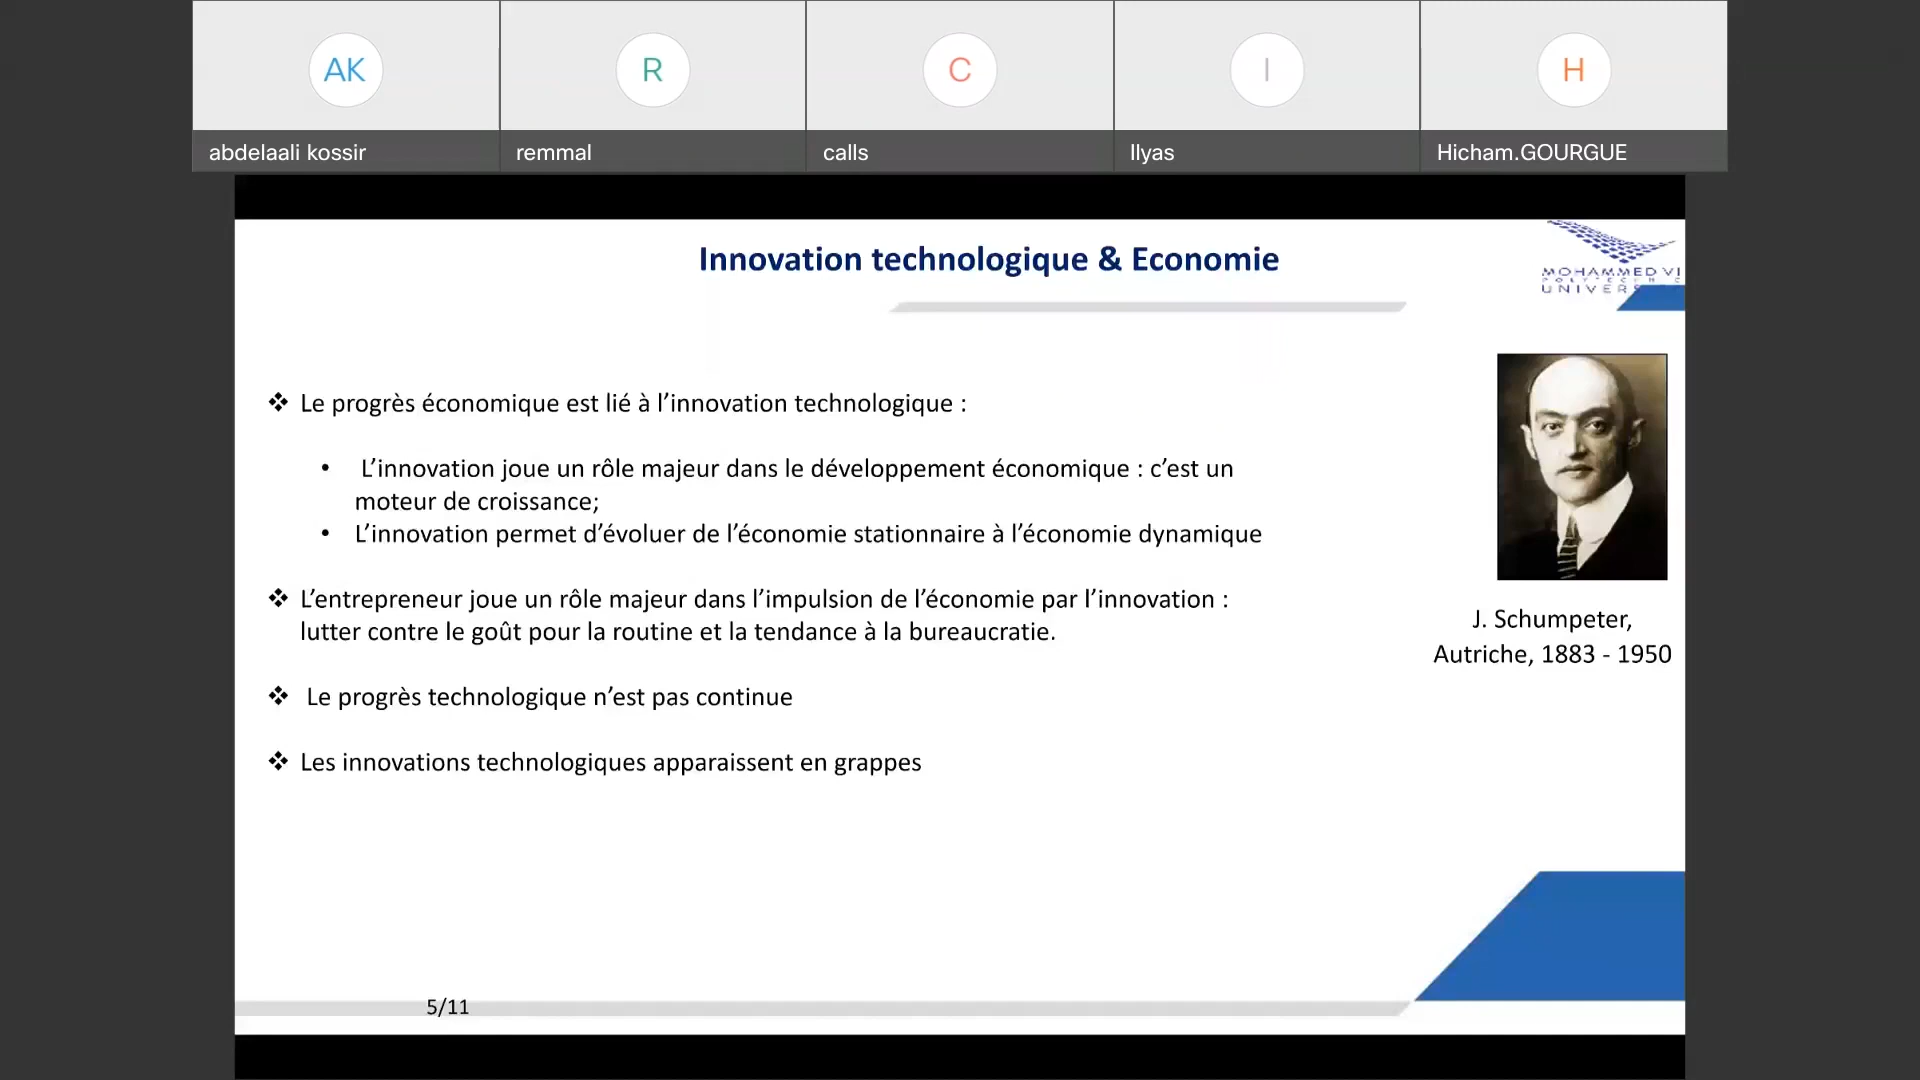 AK
R
C
I
H
abdelaali kossir
remmal
calls
Ilyas
Hicham.GOURGUE
Innovation technologique & Economie
MOHAMMED VI
POLYTECHNIC
UNIVERS
❖ Le progrès économique est lié à l’innovation technologique :
• L’innovation joue un rôle majeur dans le développement économique : c’est un
moteur de croissance;
• L’innovation permet d’évoluer de l’économie stationnaire à l’économie dynamique
❖ L’entrepreneur joue un rôle majeur dans l’impulsion de l’économie par l’innovation :
lutter contre le goût pour la routine et la tendance à la bureaucratie.
❖ Le progrès technologique n’est pas continue
❖ Les innovations technologiques apparaissent en grappes
J. Schumpeter,
Autriche, 1883 - 1950
5/11